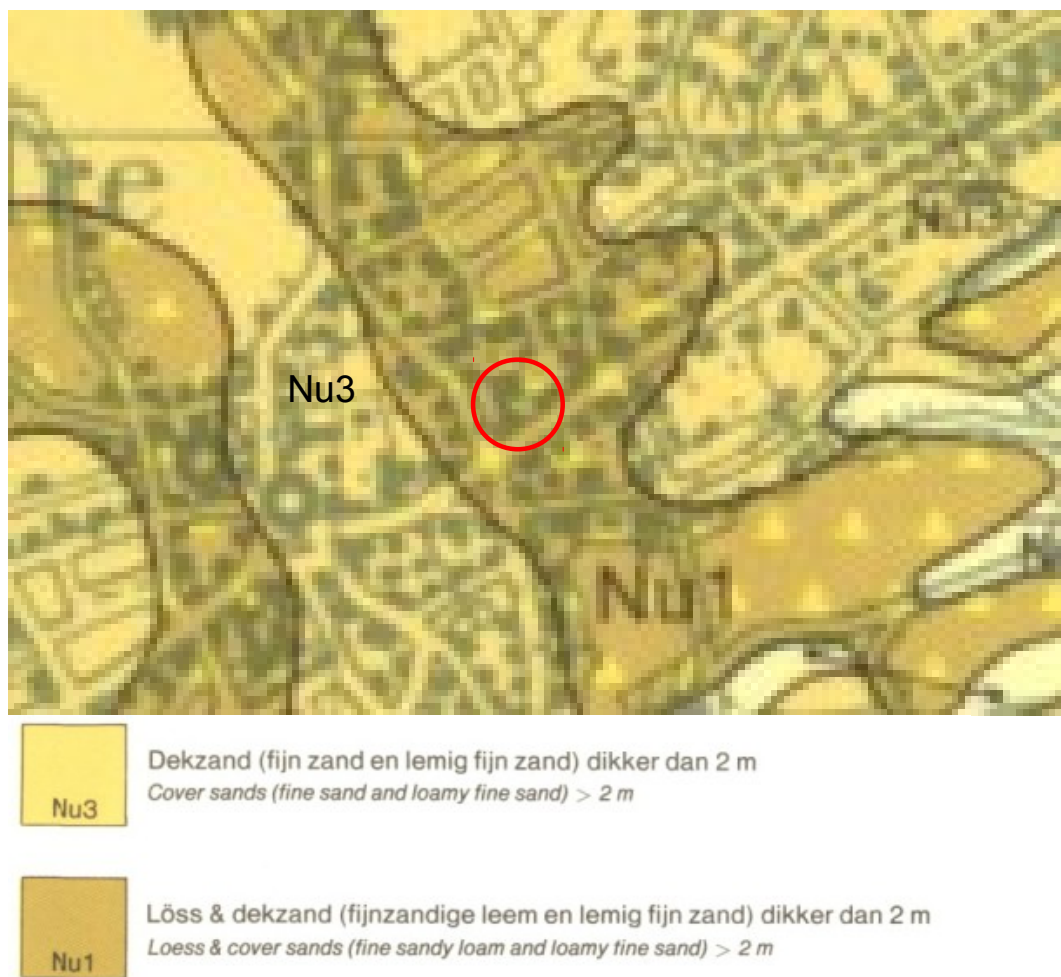 re
Nu3
Nu3
Nu1
Nu3
Dekzand (fijn zand en lemig fijn zand) dikker dan 2 m
Cover sands (fine sand and loamy fine sand) > 2 m
Nu1
Löss & dekzand (fijnzandige leem en lemig fijn zand) dikker dan 2 m
Loess & cover sands (fine sandy loam and loamy fine sand) > 2 m